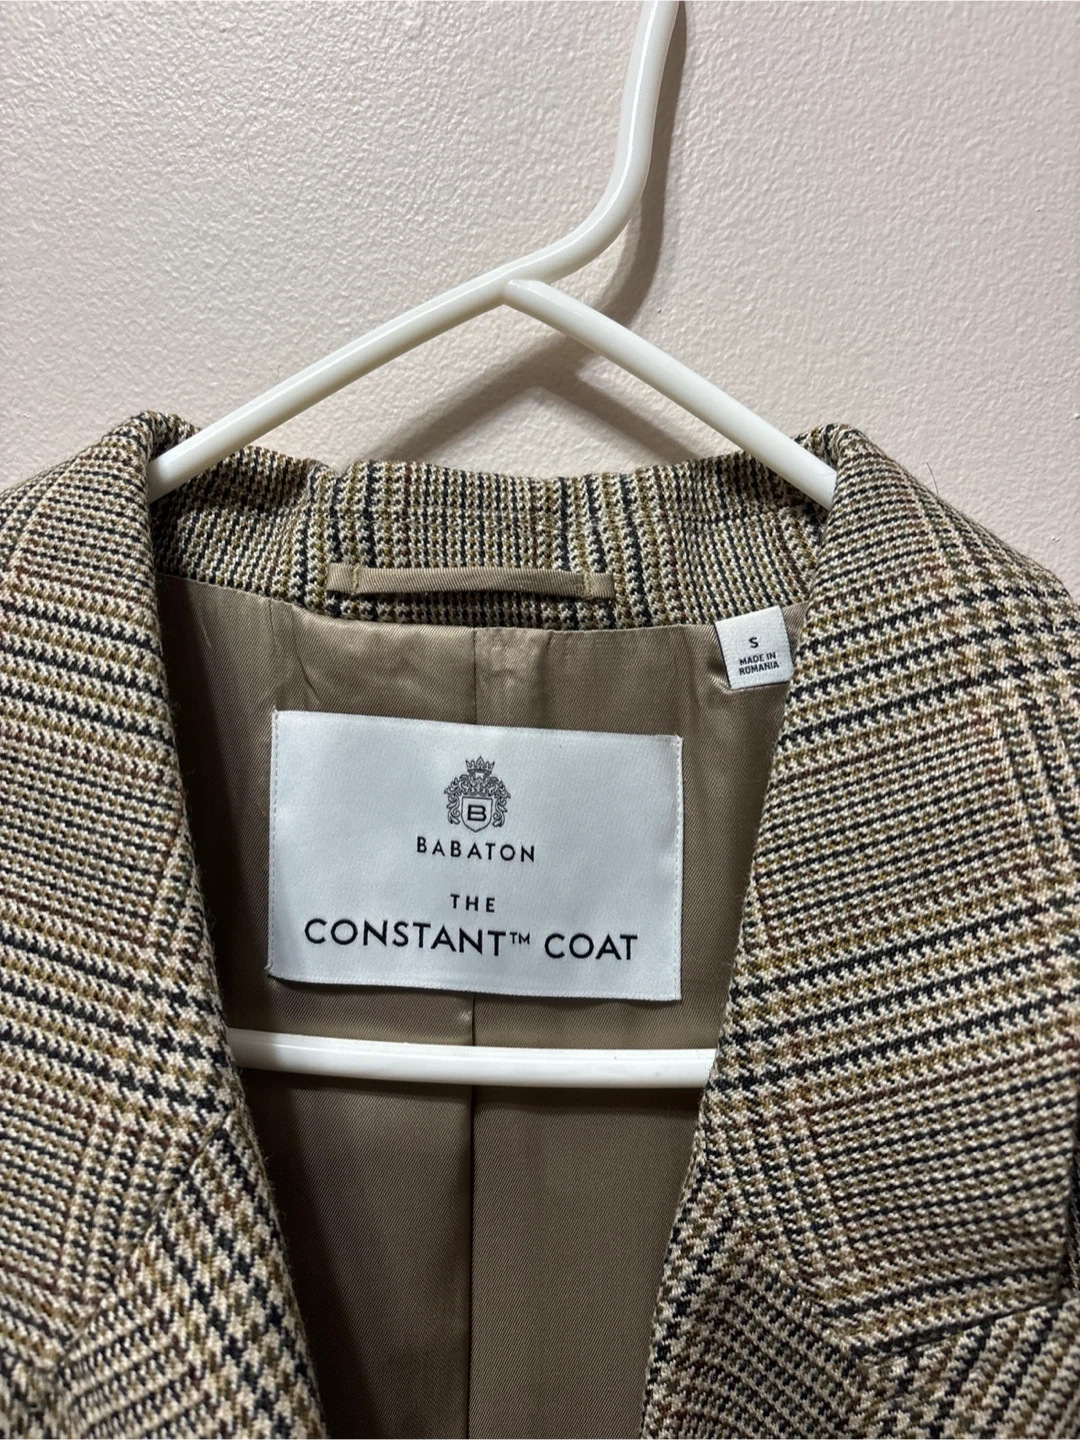 S
MADE IN
ROMANIA
B
BABATON
THE
CONSTANT™ COAT